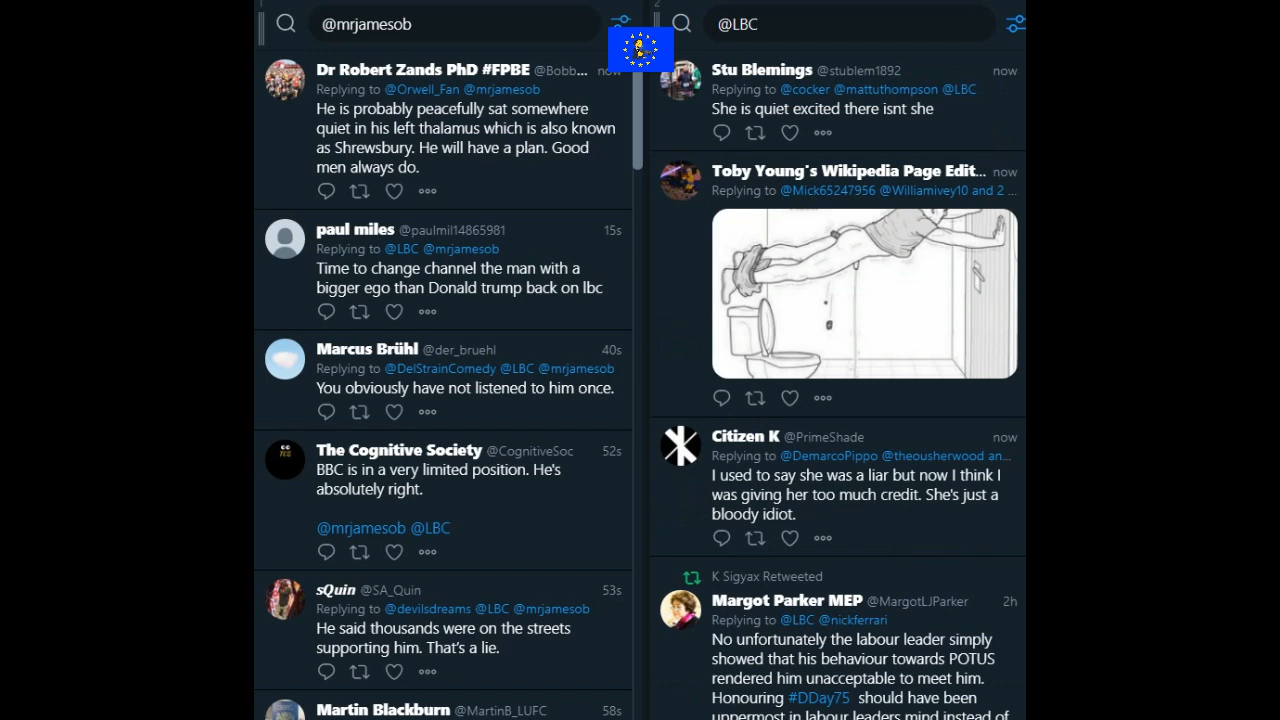 1
@mrjamesob
Dr Robert Zands PhD #FPBE @Bobb... now
Replying to @Orwell_Fan @mrjamesob
He is probably peacefully sat somewhere
quiet in his left thalamus which is also known
as Shrewsbury. He will have a plan. Good
men always do.
paul miles @paulmil14865981 15s
Replying to @LBC @mrjamesob
Time to change channel the man with a
bigger ego than Donald trump back on lbc
Marcus Brühl @der_bruehl 40s
Replying to @DelStrainComedy @LBC @mrjamesob
You obviously have not listened to him once.
The Cognitive Society @CognitiveSoc 52s
BBC is in a very limited position. He's
absolutely right.
@mrjamesob @LBC
sQuin @SA_Quin 53s
Replying to @devilsdreams @LBC @mrjamesob
He said thousands were on the streets
supporting him. That's a lie.
Martin Blackburn @MartinB_LUFC 58s
2
@LBC
Stu Blemings @stublem1892 now
Replying to @cocker @mattuthompson @LBC
She is quiet excited there isnt she
Toby Young's Wikipedia Page Edit... now
Replying to @Mick65247956 @Williamivey10 and 2 ...
Citizen K @PrimeShade now
Replying to @DemarcoPippo @theousherwood an...
I used to say she was a liar but now I think I
was giving her too much credit. She's just a
bloody idiot.
K Sigyax Retweeted
Margot Parker MEP @MargotLJParker 2h
Replying to @LBC @nickferrari
No unfortunately the labour leader simply
showed that his behaviour towards POTUS
rendered him unacceptable to meet him.
Honouring #DDay75 should have been
uppermost in labour leaders mind instead of